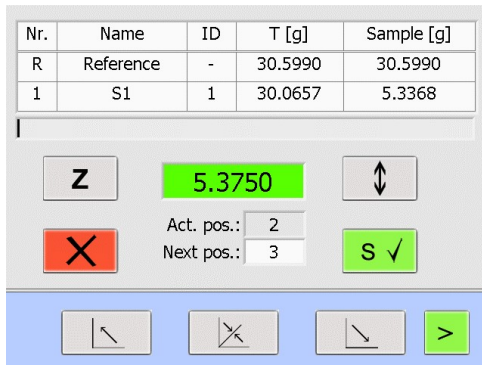 Nr. Name ID T [g] Sample [g]
R Reference - 30.5990 30.5990
1 S1 1 30.0657 5.3368
Z 5.3750
Act. pos.: 2
Next pos.: 3
S √
>